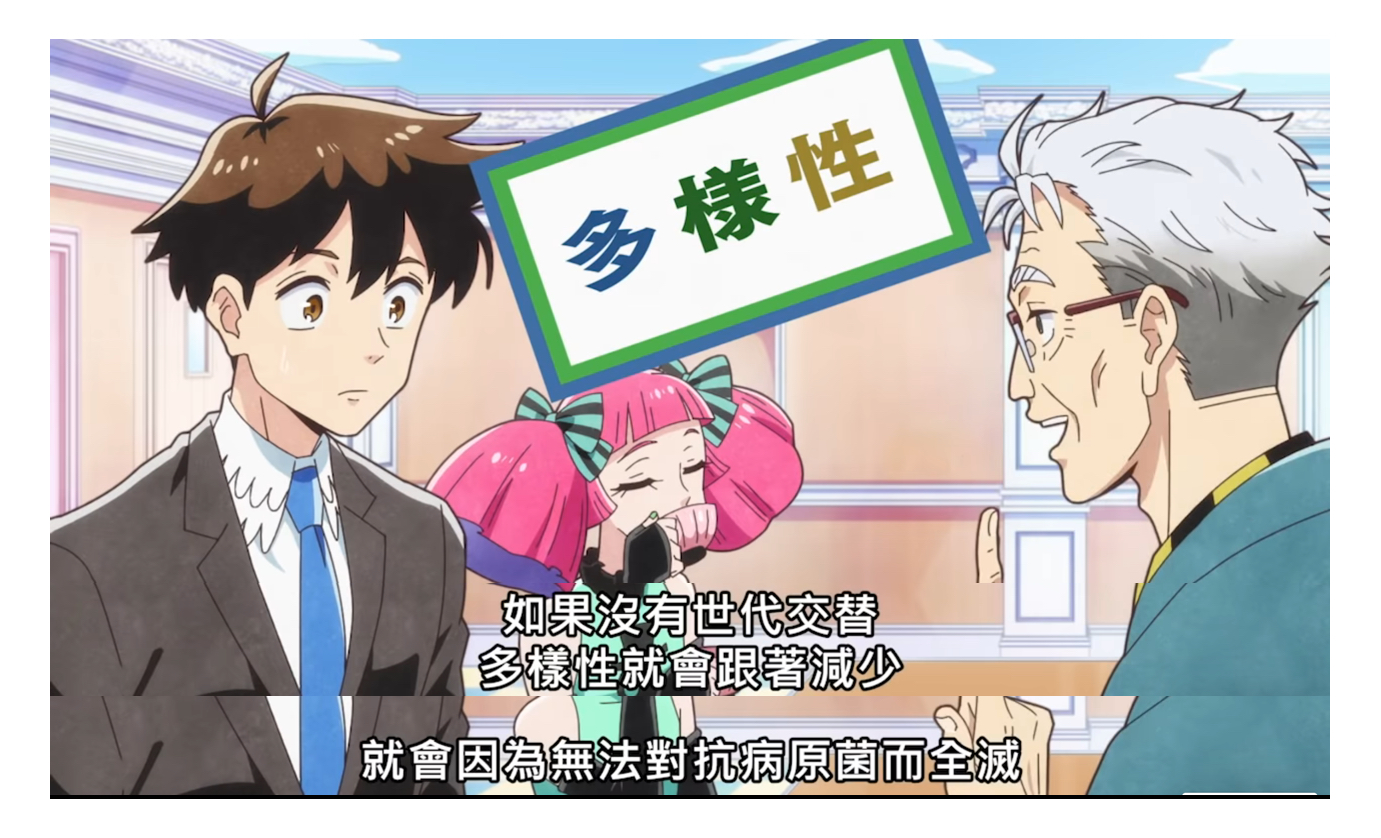 多様性
如果沒有世代交替
多樣性就會跟著減少
就會因為無法對抗病原菌而全滅